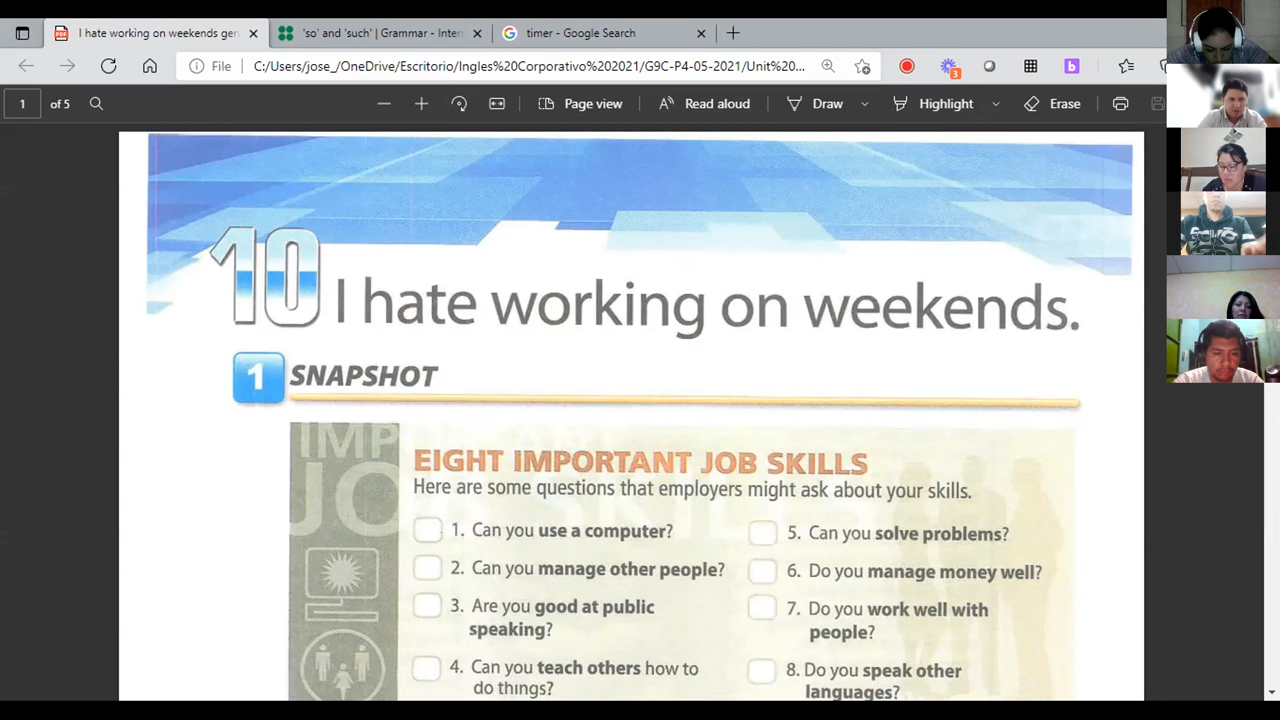 I hate working on weekends ger
'so' and 'such' | Grammar - Inter
timer - Google Search
File
C:/Users/jose_/OneDrive/Escritorio/Ingles%20Corporativo%202021/G9C-P4-05-2021/Unit%20...
3
b
1 of 5
Page view
Read aloud
Draw
Highlight
Erase
10 I hate working on weekends.
1 SNAPSHOT
EIGHT IMPORTANT JOB SKILLS
Here are some questions that employers might ask about your skills.
1. Can you use a computer?
2. Can you manage other people?
3. Are you good at public
speaking?
4. Can you teach others how to
do things?
5. Can you solve problems?
6. Do you manage money well?
7. Do you work well with
people?
8. Do you speak other
languages?